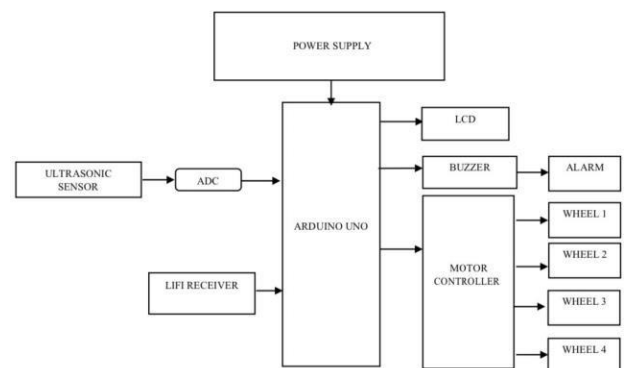 POWER SUPPLY
LCD
BUZZER
ALARM
ULTRASONIC
SENSOR
ADC
ARDUINO UNO
WHEEL 1
WHEEL 2
MOTOR
CONTROLLER
LIFI RECEIVER
WHEEL 3
WHEEL 4